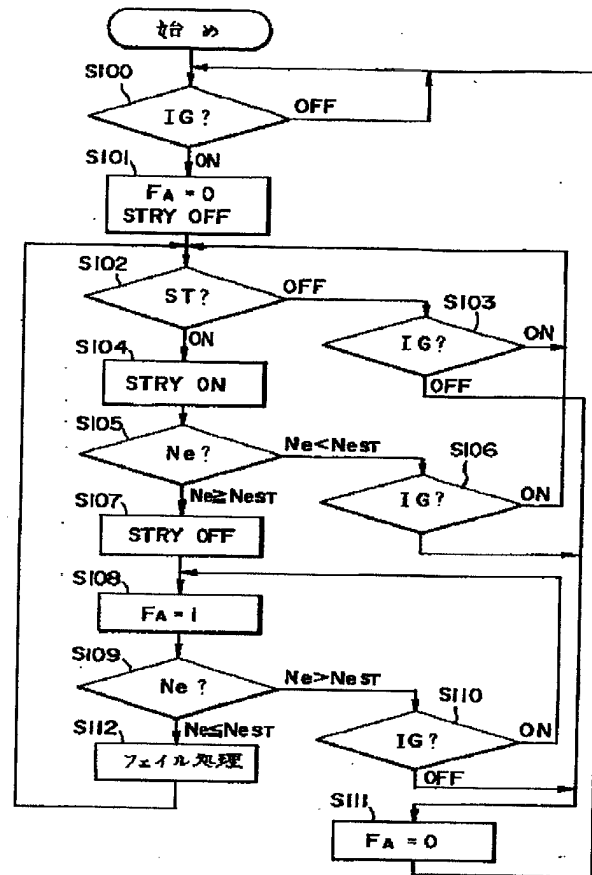 始め
S100
IG?
OFF
ON
S101
FA=0
STRY OFF
S102
ST?
OFF
S103
IG?
ON
OFF
ON
S104
STRY ON
S105
Ne?
Ne<NEST
S106
IG?
ON
Ne≧NEST
S107
STRY OFF
S108
FA=1
S109
Ne?
Ne>NEST
S110
IG?
ON
OFF
Ne≦NEST
S112
フェイル処理
S111
FA=0